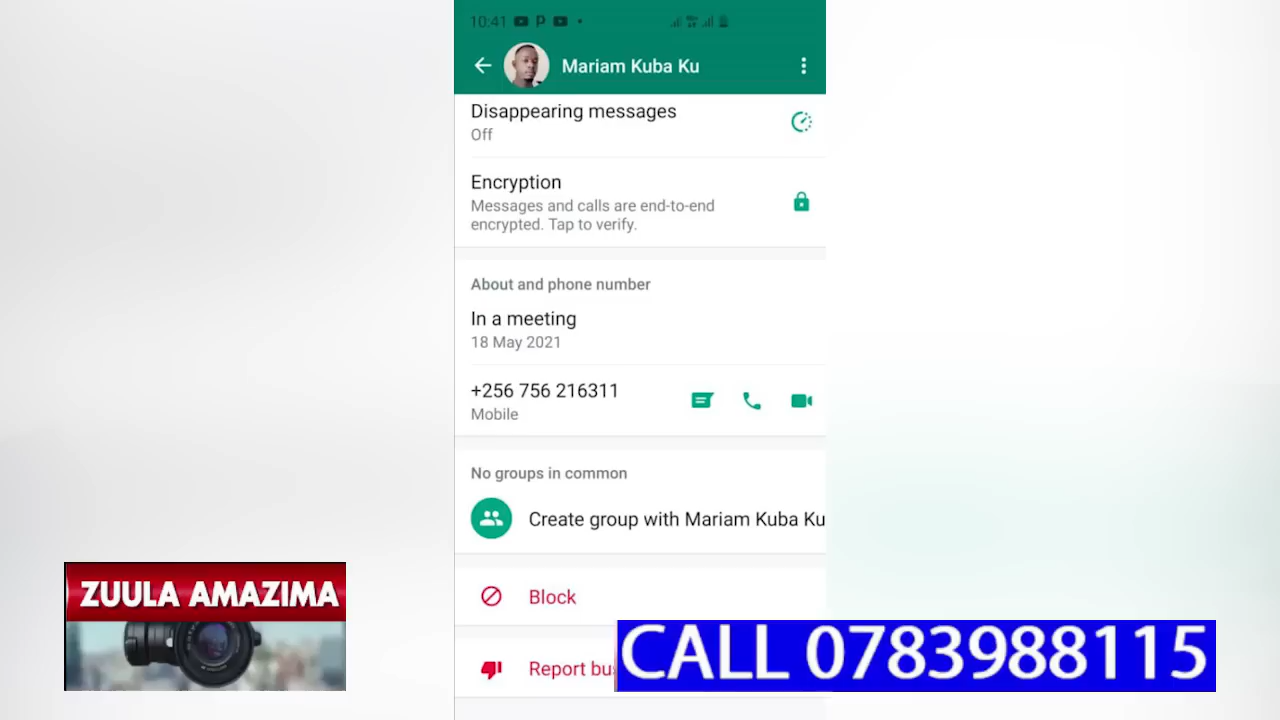 10:41
Mariam Kuba Ku
Disappearing messages
Off
Encryption
Messages and calls are end-to-end
encrypted. Tap to verify.
About and phone number
In a meeting
18 May 2021
+256 756 216311
Mobile
No groups in common
Create group with Mariam Kuba Ku
Block
Report bu
ZUULA AMAZIMA
CALL 0783988115